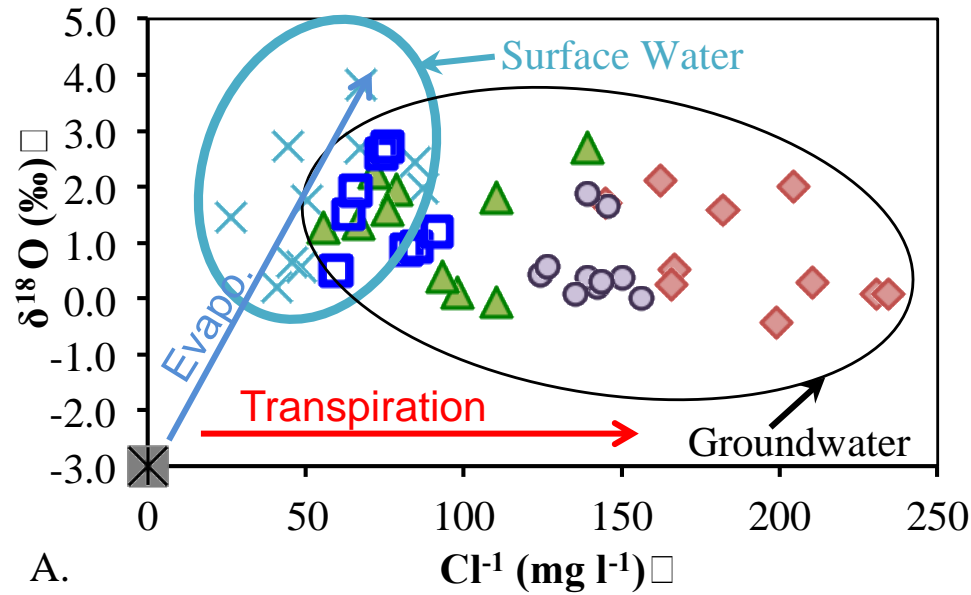 5.0
4.0
3.0
2.0
1.0
0.0
-1.0
-2.0
-3.0
δ18 O (‰)□
Surface Water
Evapo.
Transpiration
Groundwater
0 50 100 150 200 250
A.
Cl-1 (mg l-1)□